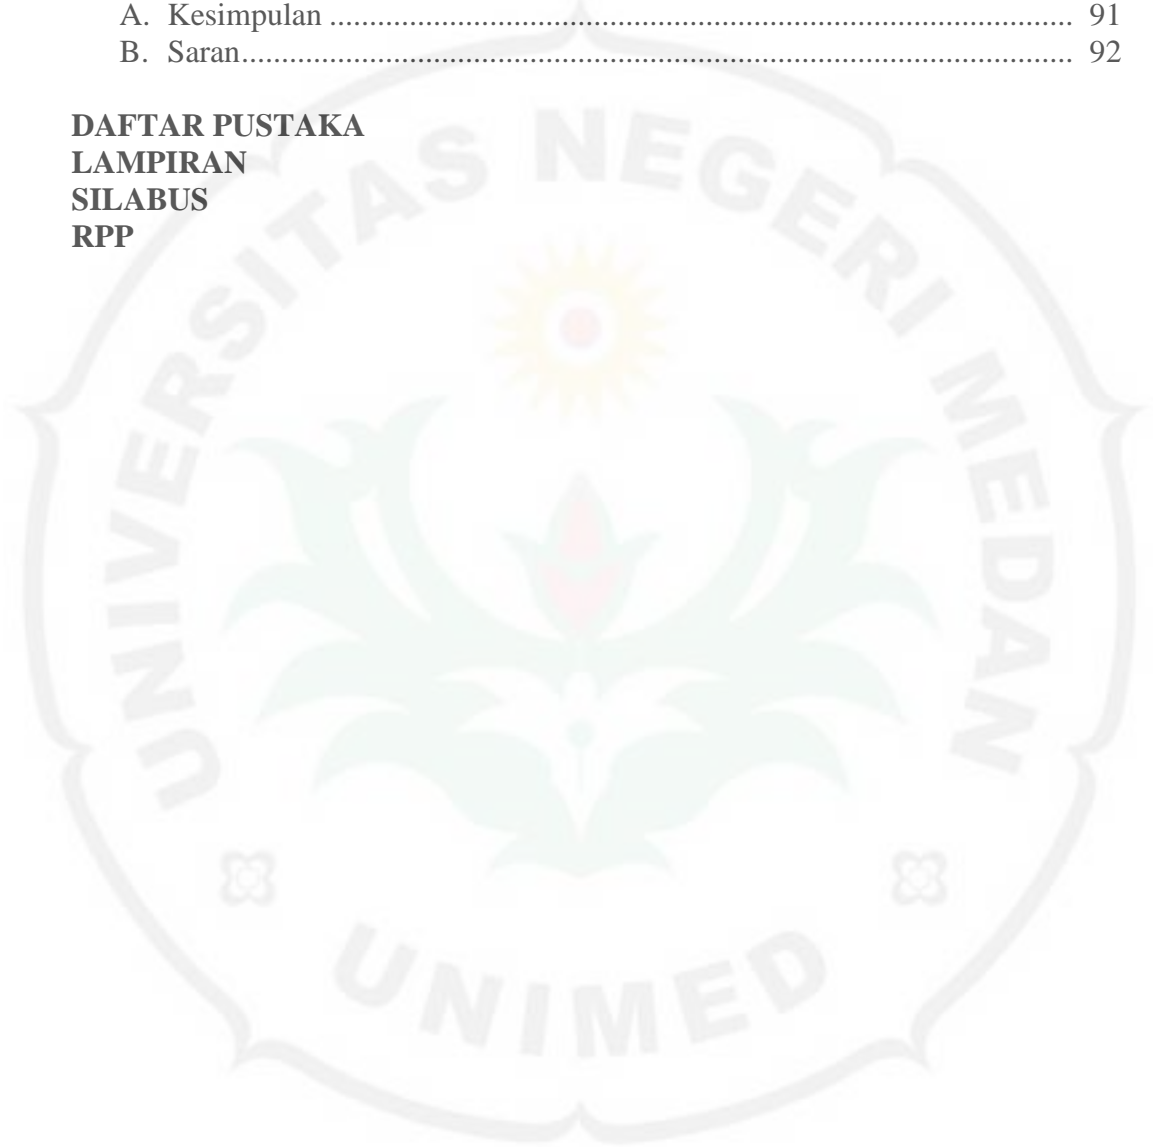 A. Kesimpulan ............................................................................................ 91
B. Saran....................................................................................................... 92
DAFTAR PUSTAKA
LAMPIRAN
SILABUS
RPP
UNIVERSITAS NEGERI MEDAN
UNIMED